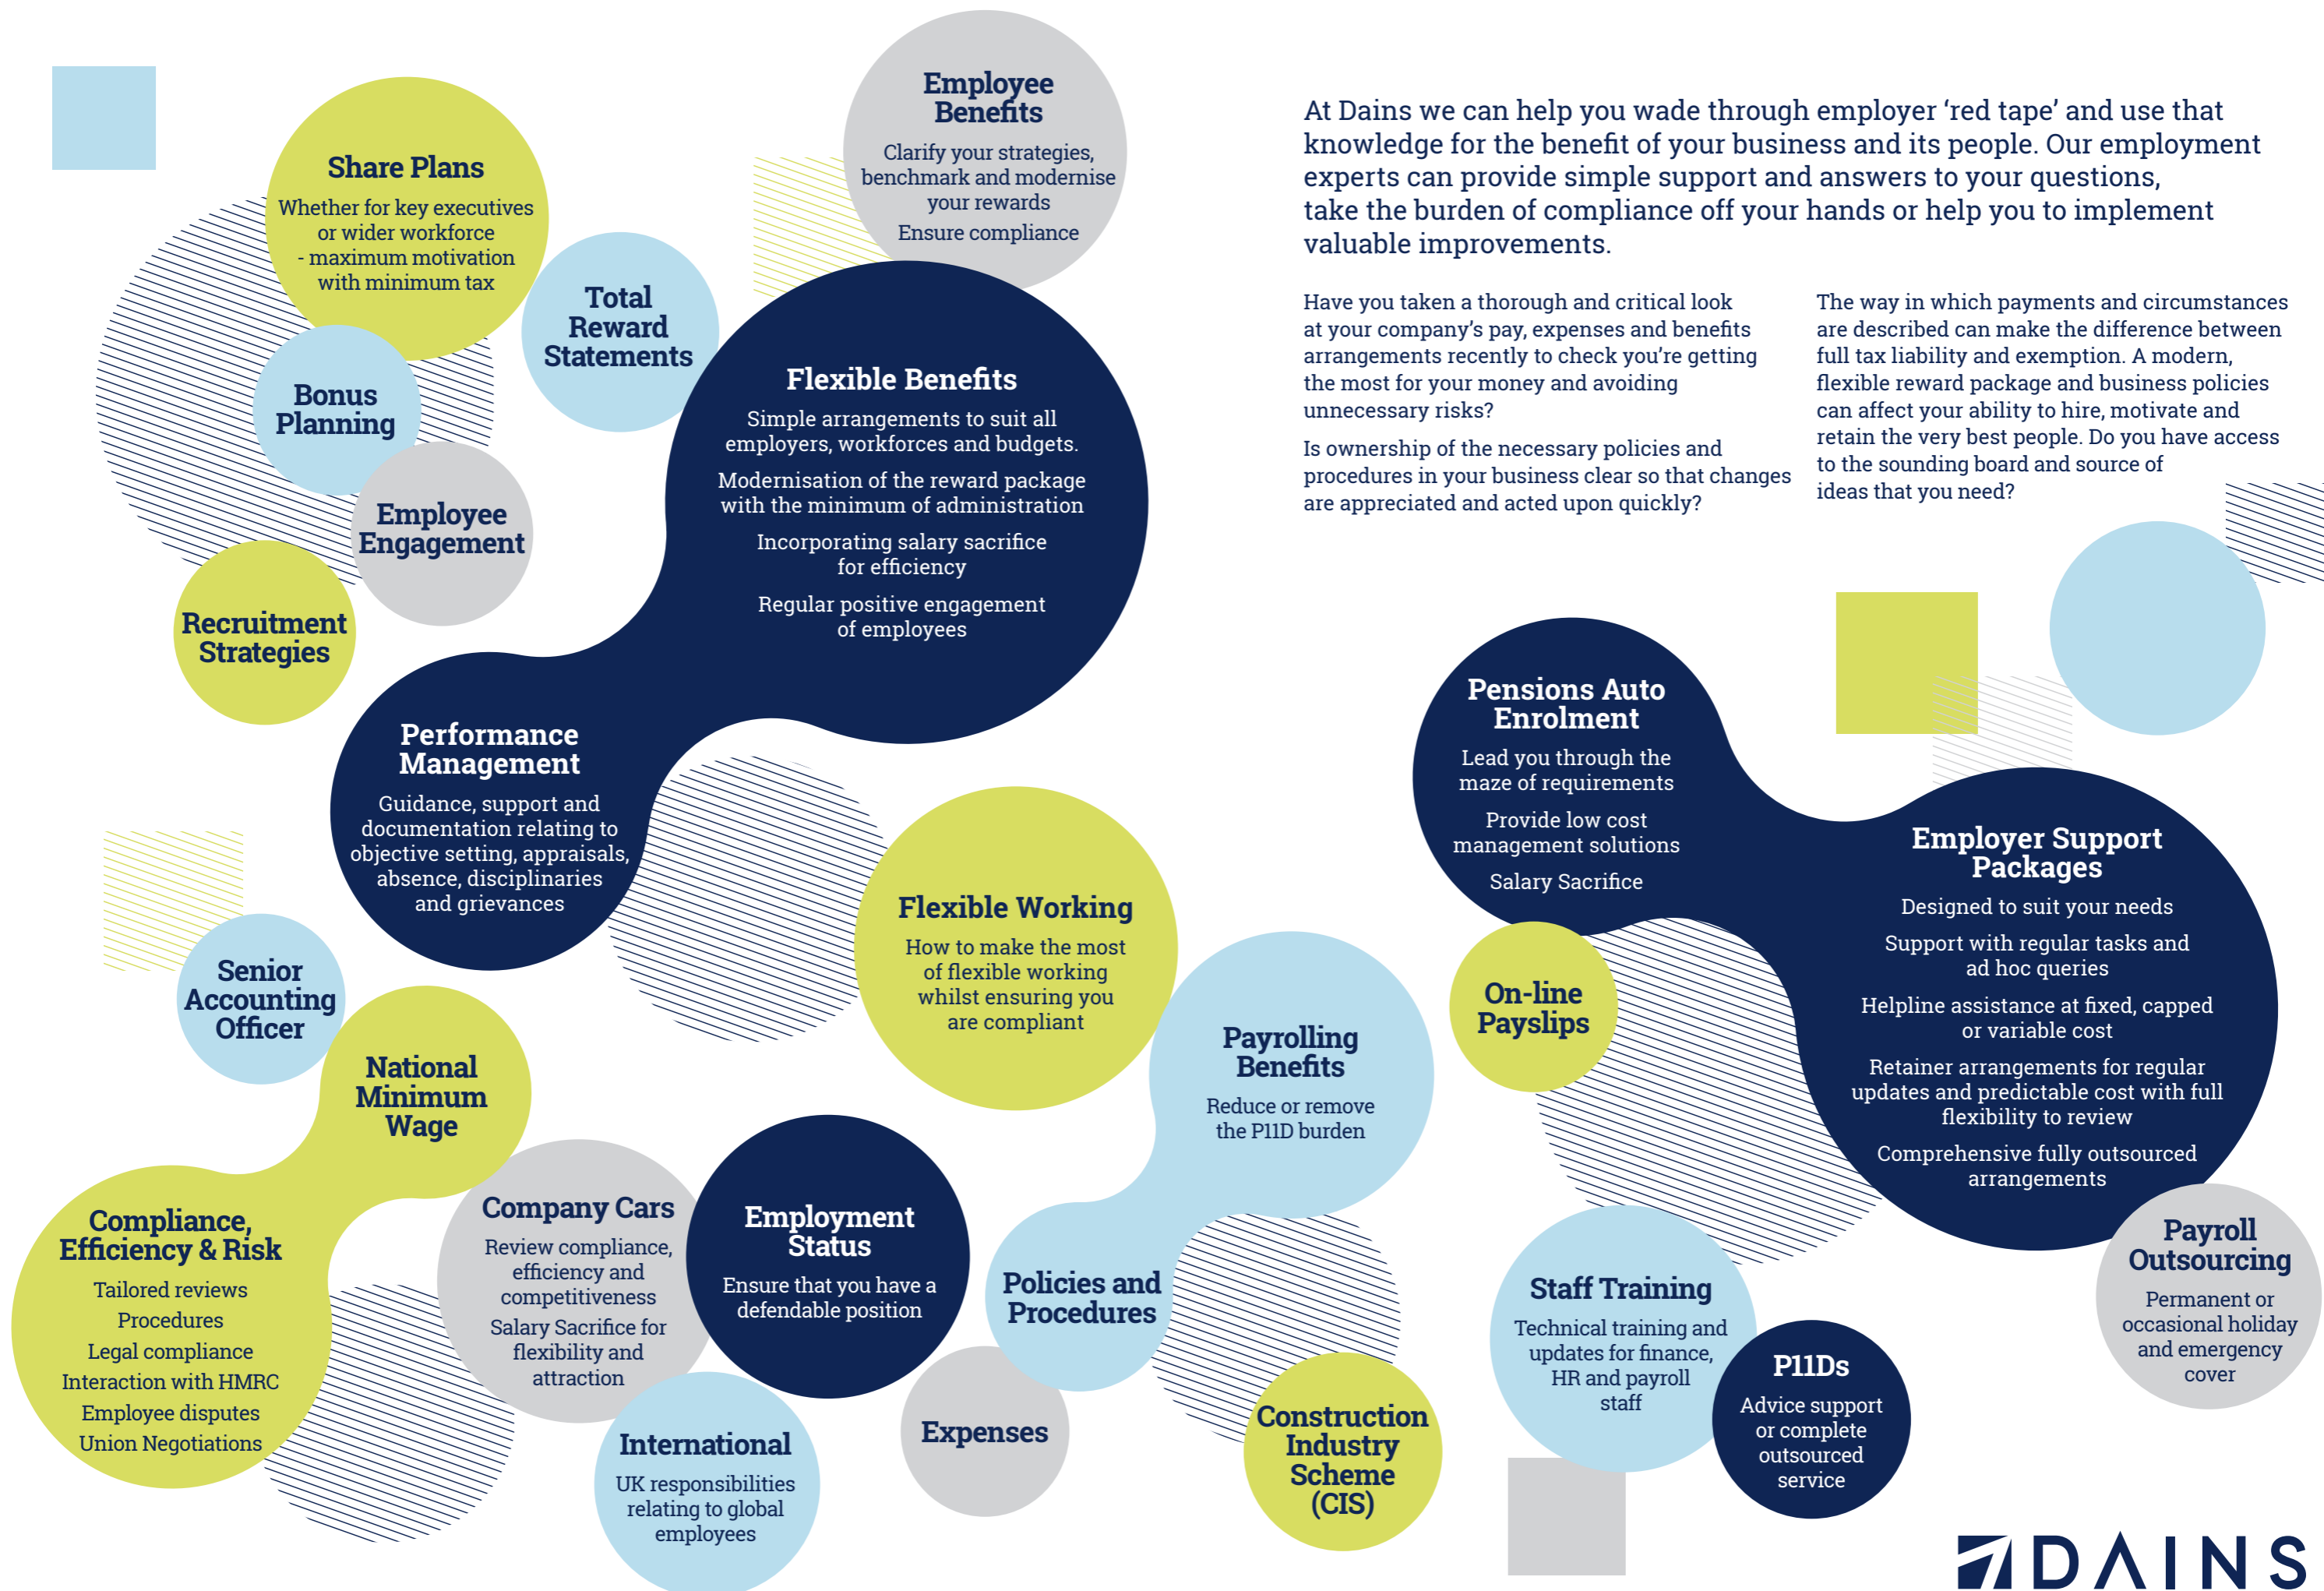 Employee
Benefits
Clarify your strategies,
benchmark and modernise
your rewards
Ensure compliance
Share Plans
Whether for key executives
or wider workforce
- maximum motivation
with minimum tax
Total
Reward
Statements
Bonus
Planning
Employee
Engagement
Recruitment
Strategies
Flexible Benefits
Simple arrangements to suit all
employers, workforces and budgets.
Modernisation of the reward package
with the minimum of administration
Incorporating salary sacrifice
for efficiency
Regular positive engagement
of employees
Performance
Management
Guidance, support and
documentation relating to
objective setting, appraisals,
absence, disciplinaries
and grievances
At Dains we can help you wade through employer ‘red tape’ and use that
knowledge for the benefit of your business and its people. Our employment
experts can provide simple support and answers to your questions,
take the burden of compliance off your hands or help you to implement
valuable improvements.
Have you taken a thorough and critical look
at your company’s pay, expenses and benefits
arrangements recently to check you’re getting
the most for your money and avoiding
unnecessary risks?
Is ownership of the necessary policies and
procedures in your business clear so that changes
are appreciated and acted upon quickly?
The way in which payments and circumstances
are described can make the difference between
full tax liability and exemption. A modern,
flexible reward package and business policies
can affect your ability to hire, motivate and
retain the very best people. Do you have access
to the sounding board and source of
ideas that you need?
Senior
Accounting
Officer
National
Minimum
Wage
Compliance,
Efficiency & Risk
Tailored reviews
Procedures
Legal compliance
Interaction with HMRC
Employee disputes
Union Negotiations
Company Cars
Review compliance,
efficiency and
competitiveness
Salary Sacrifice for
flexibility and
attraction
Employment
Status
Ensure that you have a
defendable position
International
UK responsibilities
relating to global
employees
Flexible Working
How to make the most
of flexible working
whilst ensuring you
are compliant
Payrolling
Benefits
Reduce or remove
the P11D burden
Policies and
Procedures
Expenses
Construction
Industry
Scheme
(CIS)
Pensions Auto
Enrolment
Lead you through the
maze of requirements
Provide low cost
management solutions
Salary Sacrifice
On-line
Payslips
Employer Support
Packages
Designed to suit your needs
Support with regular tasks and
ad hoc queries
Helpline assistance at fixed, capped
or variable cost
Retainer arrangements for regular
updates and predictable cost with full
flexibility to review
Comprehensive fully outsourced
arrangements
Payroll
Outsourcing
Permanent or
occasional holiday
and emergency
cover
Staff Training
Technical training and
updates for finance,
HR and payroll
staff
P11Ds
Advice support
or complete
outsourced
service
DAINS